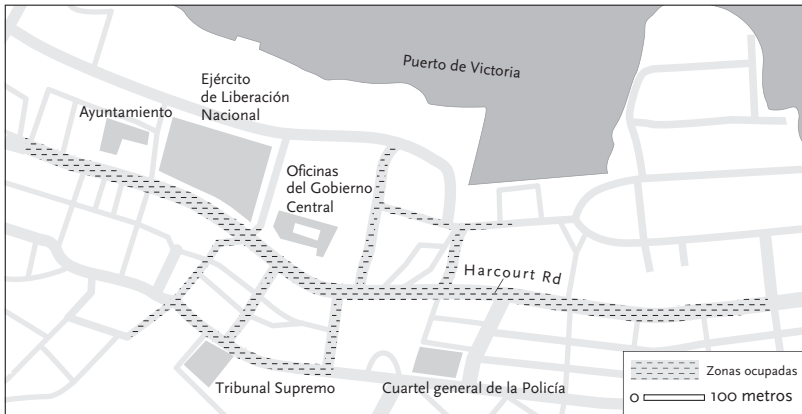 Puerto de Victoria
Ejército
de Liberación
Nacional
Ayuntamiento
Oficinas
del Gobierno
Central
Harcourt Rd
Tribunal Supremo
Cuartel general de la Policía
Zonas ocupadas
0 100 metros